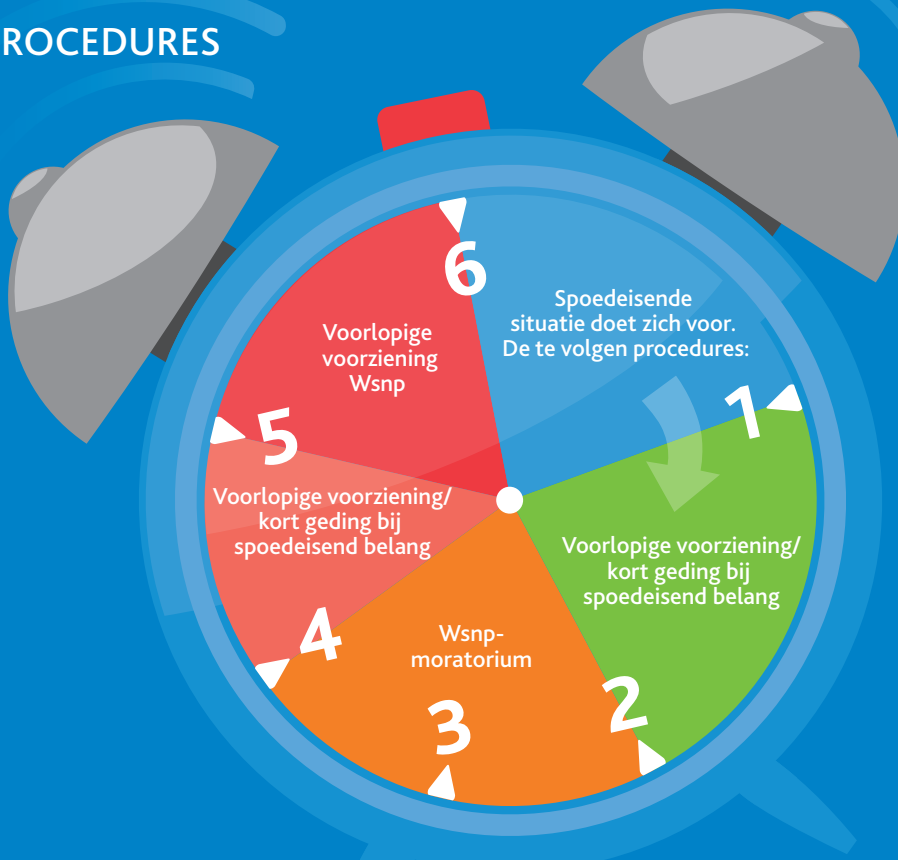 ROCEDURES
6
Spoedeisende
situatie doet zich voor.
De te volgen procedures:
1
Voorlopige voorziening/
kort geding bij
spoedeisend belang
2
Wsnp-
moratorium
3
4
Voorlopige voorziening/
kort geding bij
spoedeisend belang
5
Voorlopige
voorziening
Wsnp